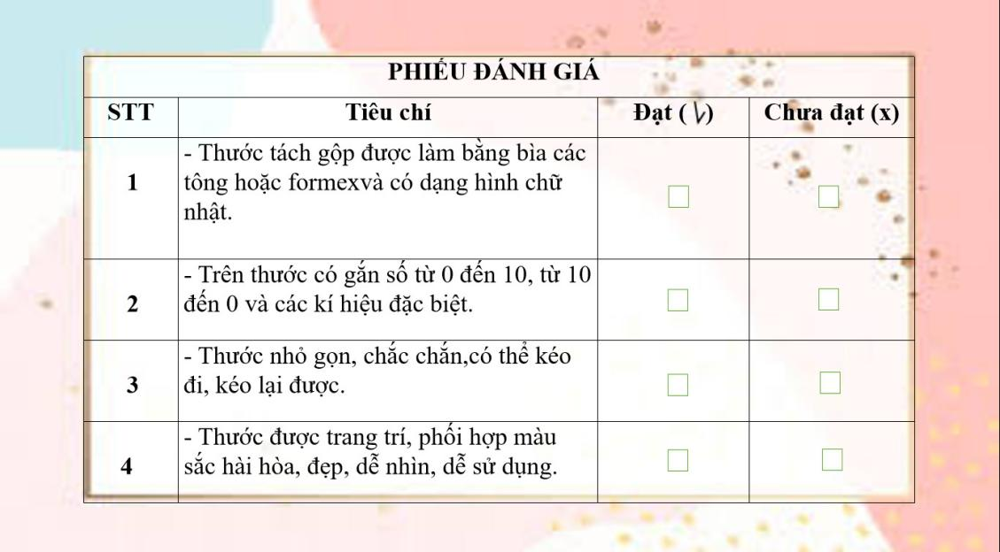 PHIẾU ĐÁNH GIÁ
STT Tiêu chí Đạt ( √) Chưa đạt (x)
1
- Thước tách gộp được làm bằng bìa các
tông hoặc formexvà có dạng hình chữ
nhật.
2
- Trên thước có gắn số từ 0 đến 10, từ 10
đến 0 và các kí hiệu đặc biệt.
3
- Thước nhỏ gọn, chắc chắn,có thể kéo
đi, kéo lại được.
4
- Thước được trang trí, phối hợp màu
sắc hài hòa, đẹp, dễ nhìn, dễ sử dụng.